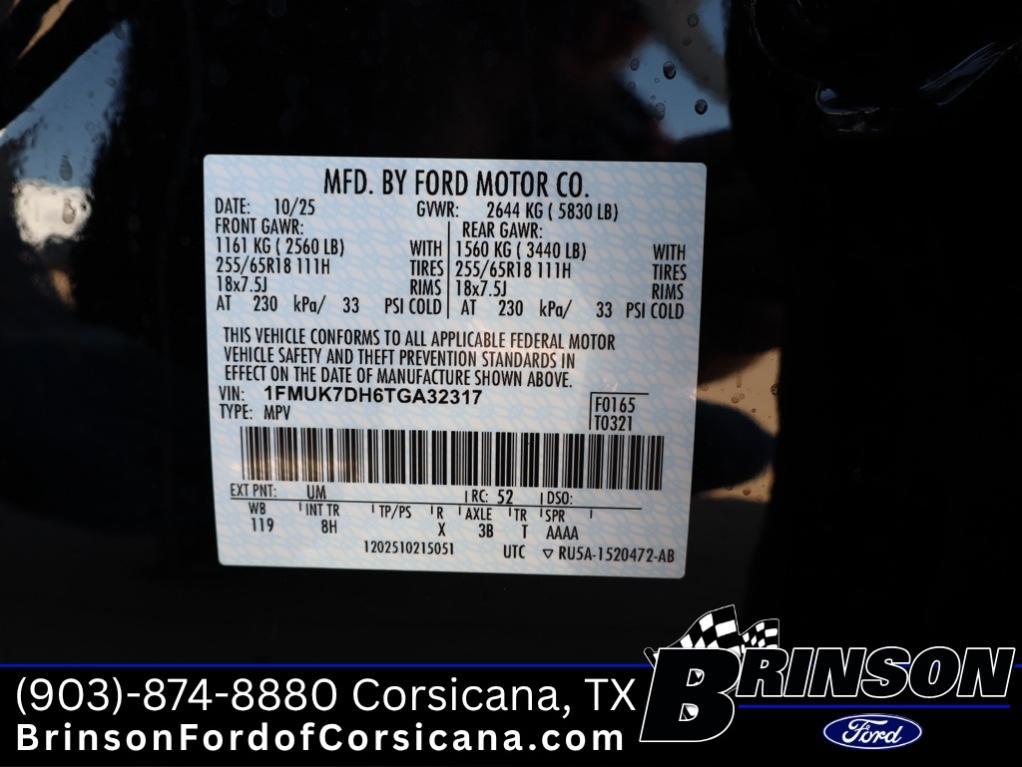 MFD. BY FORD MOTOR CO.
DATE: 10/25 GVWR: 2644 KG ( 5830 LB)
FRONT GAWR: REAR GAWR:
1161 KG ( 2560 LB) WITH 1560 KG ( 3440 LB) WITH
255/65R18 111H TIRES 255/65R18 111H TIRES
18x7.5J RIMS 18x7.5J RIMS
AT 230 kPa/ 33 PSI COLD AT 230 kPa/ 33 PSI COLD
THIS VEHICLE CONFORMS TO ALL APPLICABLE FEDERAL MOTOR
VEHICLE SAFETY AND THEFT PREVENTION STANDARDS IN
EFFECT ON THE DATE OF MANUFACTURE SHOWN ABOVE.
VIN: 1FMUK7DH6TGA32317 F0165
TYPE: MPV T0321
EXT PNT: UM RC: 52 DSO:
WB INT TR TP/PS R AXLE TR SPR
119 8H X 3B T AAAA
1202510215051 UTC ▽ RU5A-1520472-AB
(903)-874-8880 Corsicana, TX
BrinsonFordofCorsicana.com
BRINSON
Ford